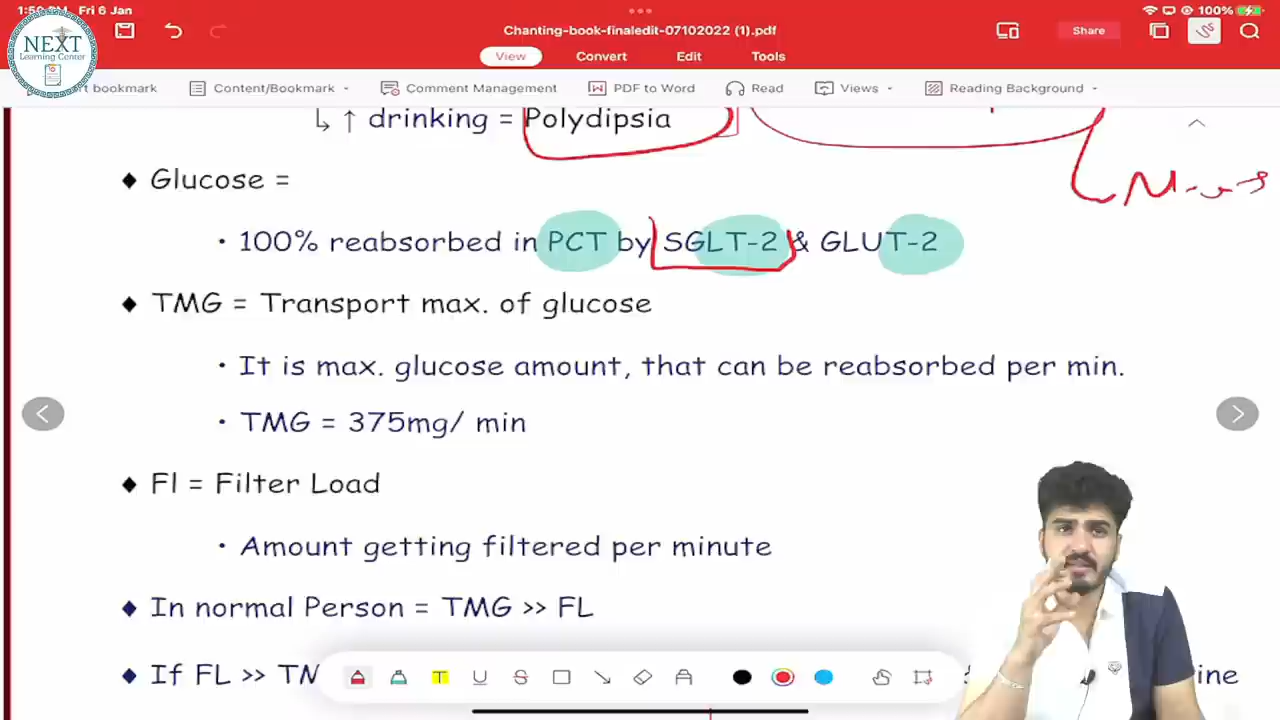 1:50 PM Fri 6 Jan
100%
NEXT
Learning Center
Chanting-book-finaledit-07102022 (1).pdf
Share
View Convert Edit Tools
bookmark Content/Bookmark Comment Management PDF to Word Read Views Reading Background
↳ ↑ drinking = Polydipsia
♦ Glucose =
• 100% reabsorbed in PCT by SGLT-2 & GLUT-2
♦ TMG = Transport max. of glucose
• It is max. glucose amount, that can be reabsorbed per min.
• TMG = 375mg/ min
♦ Fl = Filter Load
• Amount getting filtered per minute
♦ In normal Person = TMG >> FL
♦ If FL >>